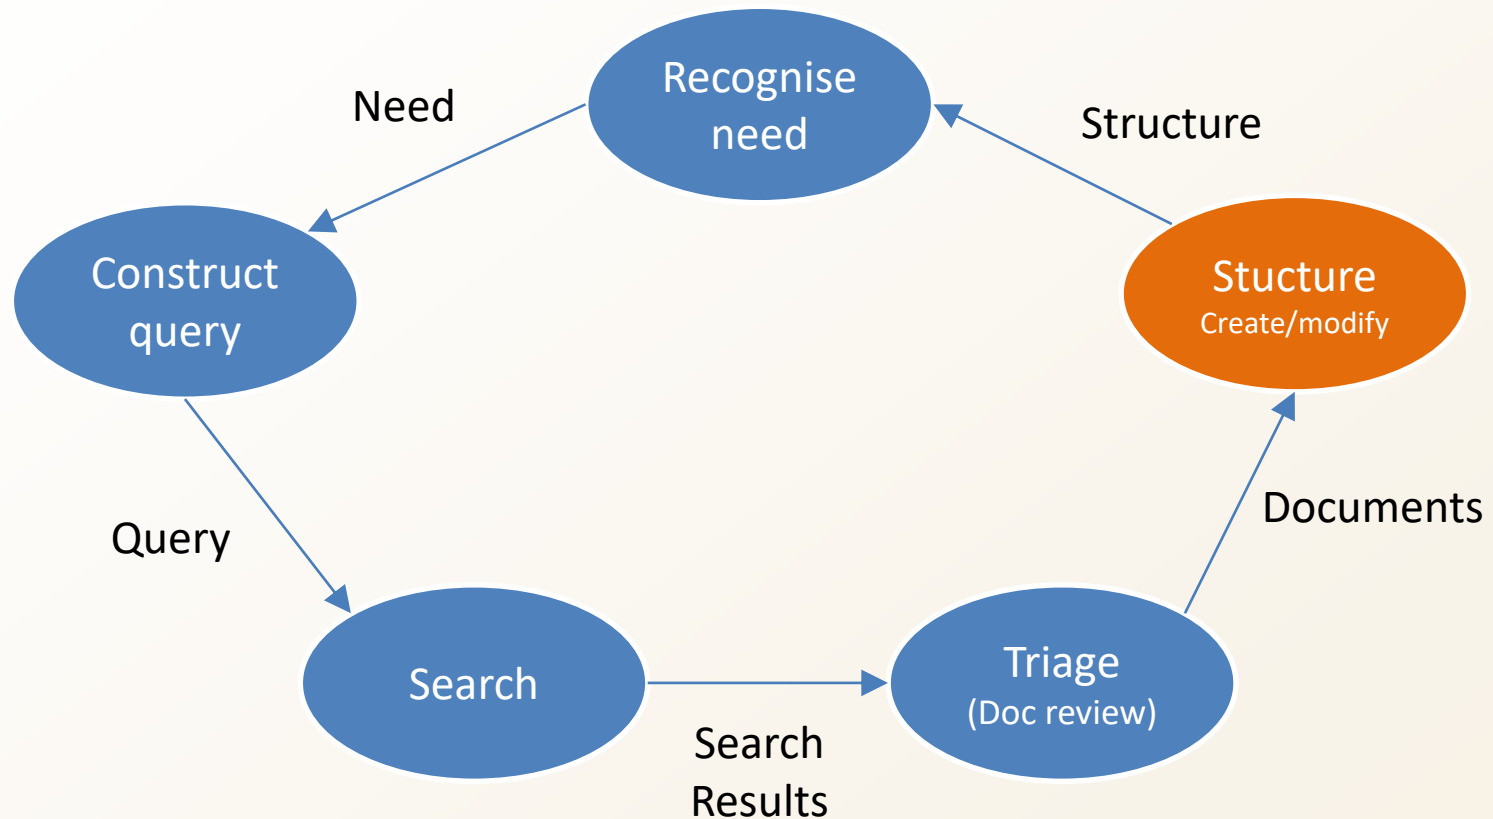 Recognise
need
Need
Structure
Construct
query
Stucture
Create/modify
Query
Documents
Search
Triage
(Doc review)
Search
Results